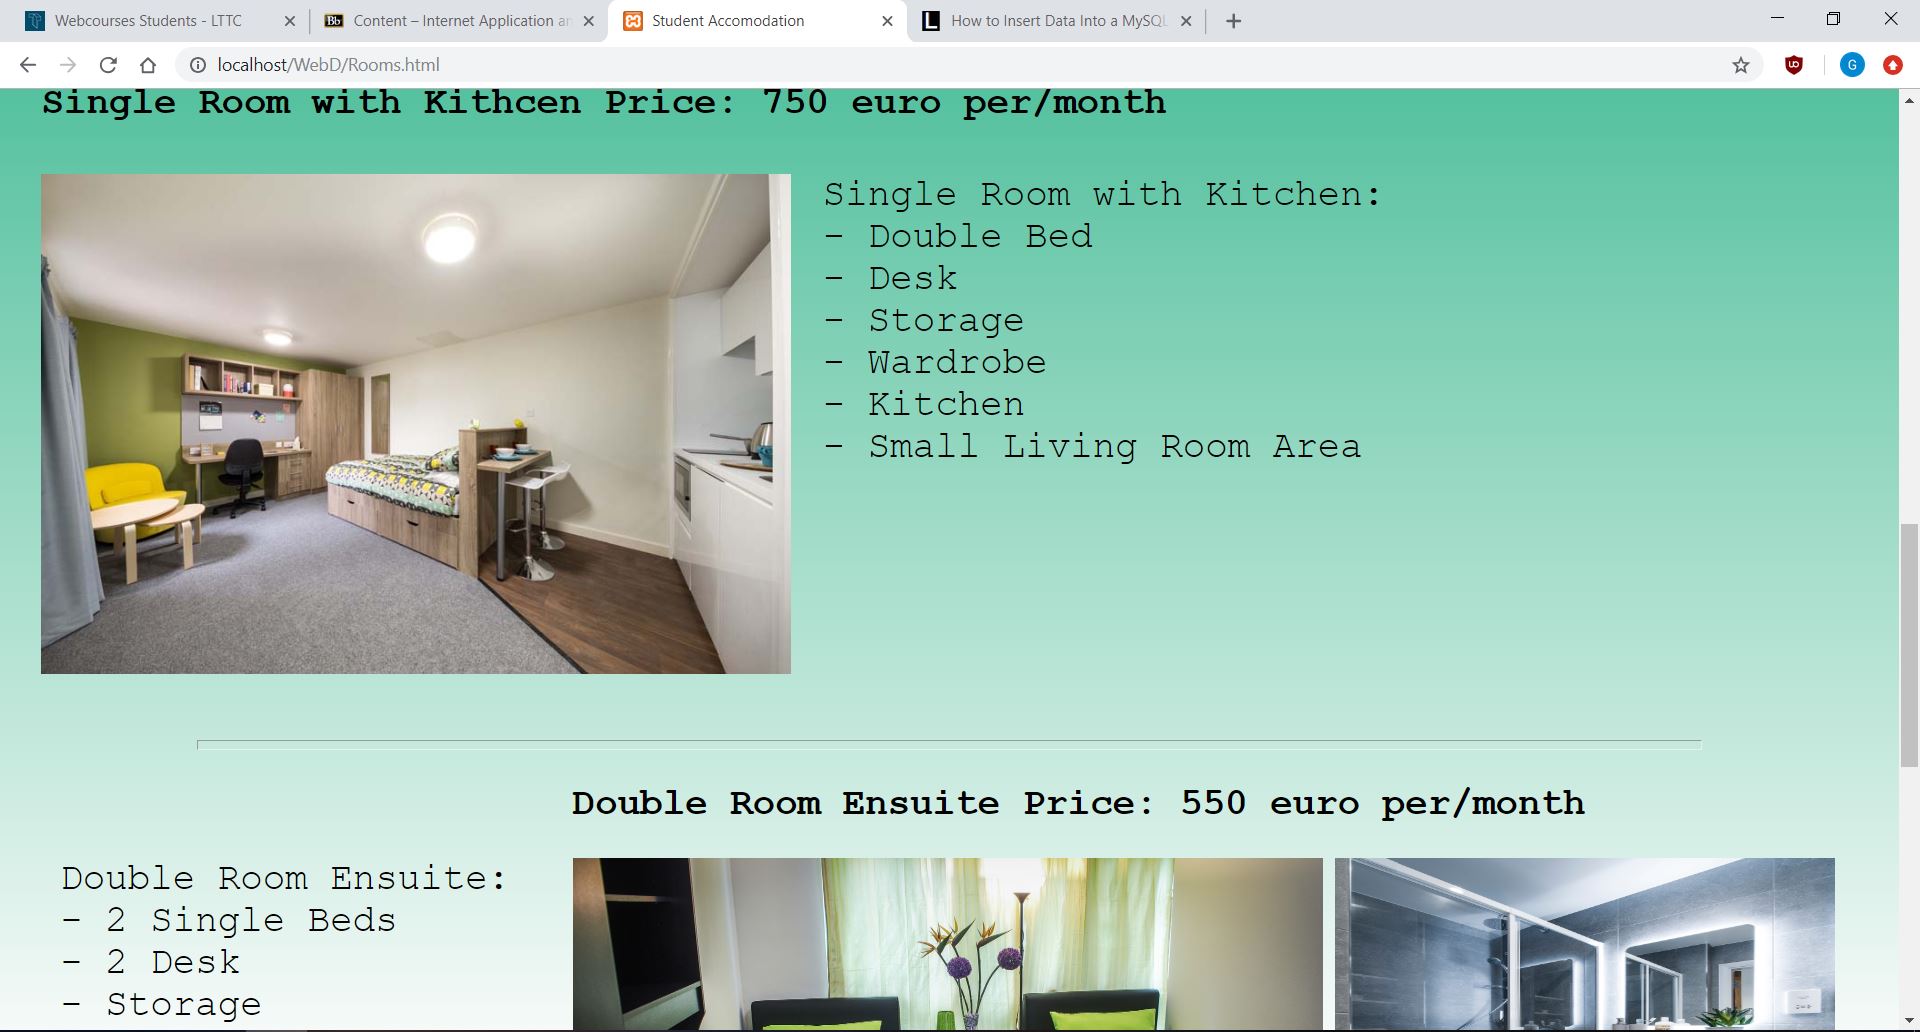 Webcourses Students - LTTC
Content – Internet Application an
Student Accomodation
How to Insert Data Into a MySQL
localhost/WebD/Rooms.html
G
Single Room with Kithcen Price: 750 euro per/month
Single Room with Kitchen:
- Double Bed
- Desk
- Storage
- Wardrobe
- Kitchen
- Small Living Room Area
Double Room Ensuite Price: 550 euro per/month
Double Room Ensuite:
- 2 Single Beds
- 2 Desk
- Storage